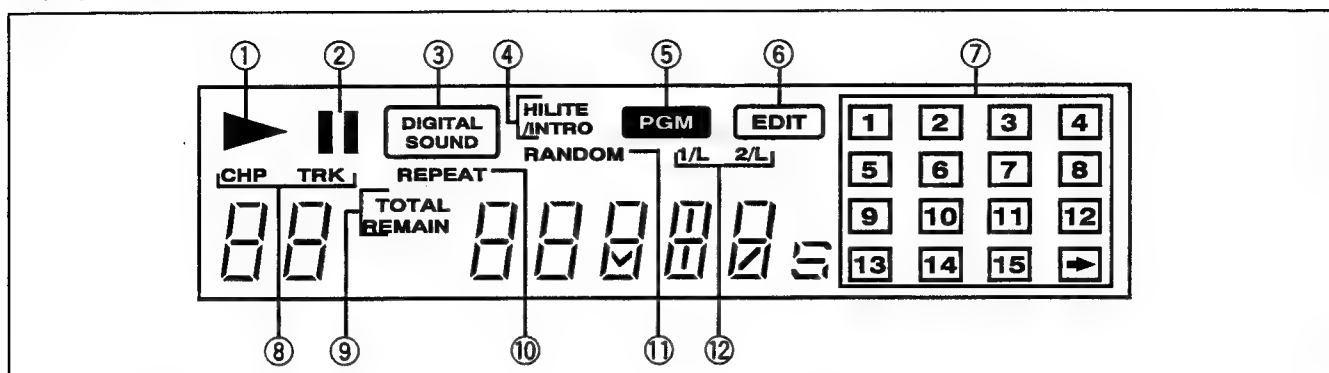 ① ② ③ ④ ⑤ ⑥ ⑦
DIGITAL SOUND
HILITE /INTRO
PGM
EDIT
1 2 3 4
RANDOM
1/L 2/L
CHP TRK
REPEAT
5 6 7 8
TOTAL
REMAIN
9 10 11 12
13 14 15
⑧ ⑨ ⑩ ⑪ ⑫